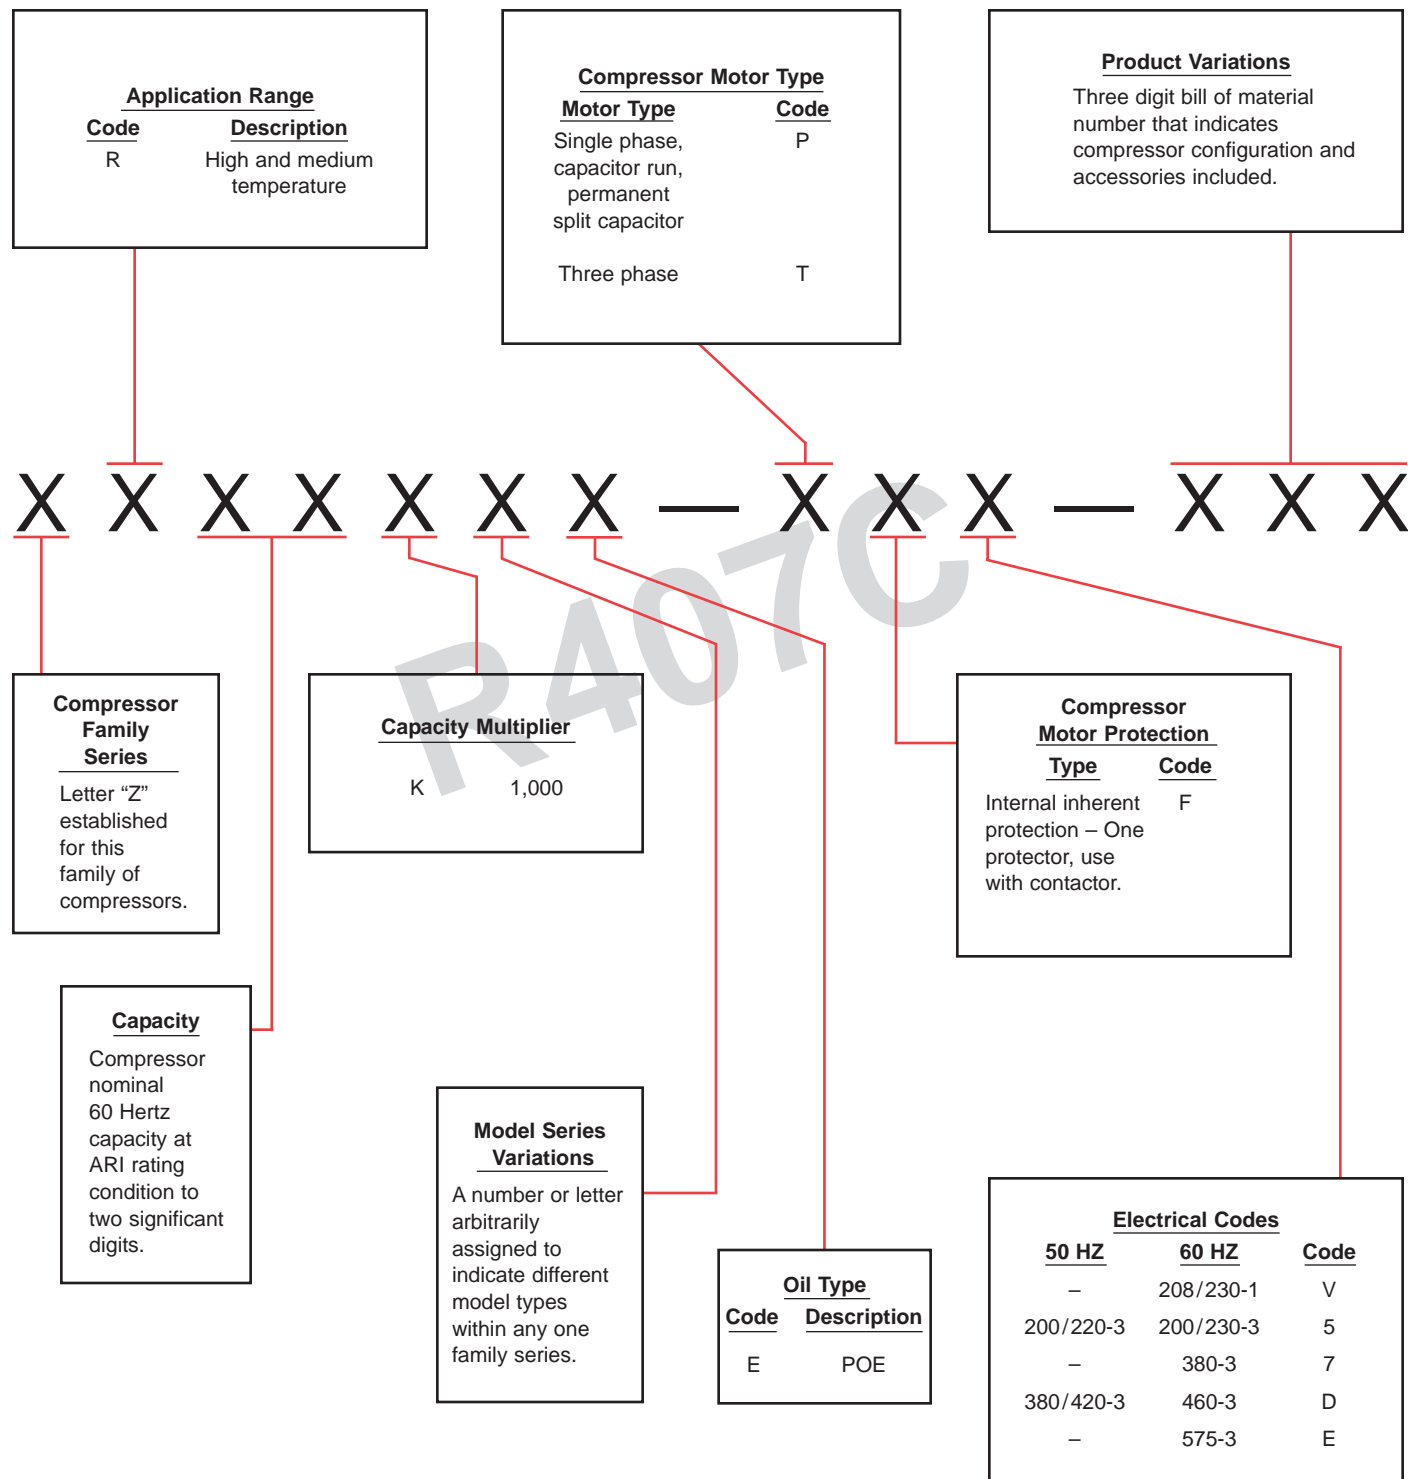 Application Range
Code Description
R High and medium
temperature
Compressor Motor Type
Motor Type Code
Single phase, P
capacitor run,
permanent
split capacitor
Three phase T
Product Variations
Three digit bill of material
number that indicates
compressor configuration and
accessories included.
X X X X X X X — X X X — X X X
R407C
Compressor
Family
Series
Letter “Z”
established
for this
family of
compressors.
Capacity Multiplier
K 1,000
Compressor
Motor Protection
Type Code
Internal inherent F
protection – One
protector, use
with contactor.
Capacity
Compressor
nominal
60 Hertz
capacity at
ARI rating
condition to
two significant
digits.
Model Series
Variations
A number or letter
arbitrarily
assigned to
indicate different
model types
within any one
family series.
Oil Type
Code Description
E POE
Electrical Codes
50 HZ 60 HZ Code
– 208/230-1 V
200/220-3 200/230-3 5
– 380-3 7
380/420-3 460-3 D
– 575-3 E